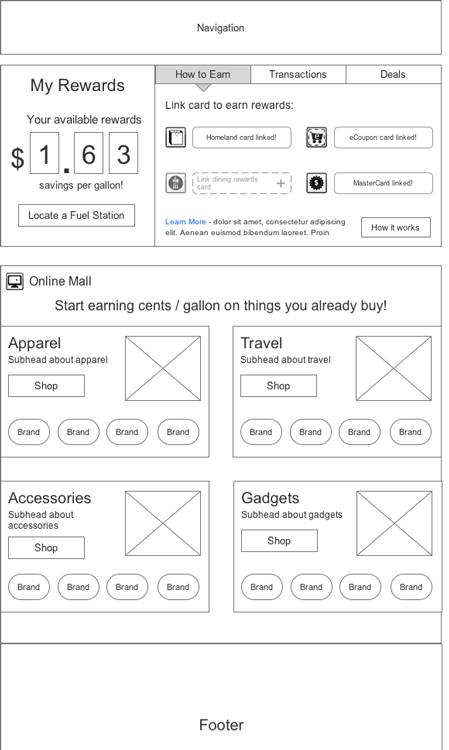 Navigation
My Rewards
Your available rewards
$ 1 . 6 3
savings per gallon!
Locate a Fuel Station
How to Earn
Transactions
Deals
Link card to earn rewards:
Homeland card linked!
eCoupon card linked!
Link dining rewards
card +
MasterCard linked!
Learn More - dolor sit amet, consectetur adipiscing
elit. Aenean euismod bibendum laoreet. Proin
How it works
Online Mall
Start earning cents / gallon on things you already buy!
Apparel
Subhead about apparel
Shop
Brand Brand Brand Brand
Travel
Subhead about travel
Shop
Brand Brand Brand Brand
Accessories
Subhead about
accessories
Shop
Brand Brand Brand Brand
Gadgets
Subhead about gadgets
Shop
Brand Brand Brand Brand
Footer